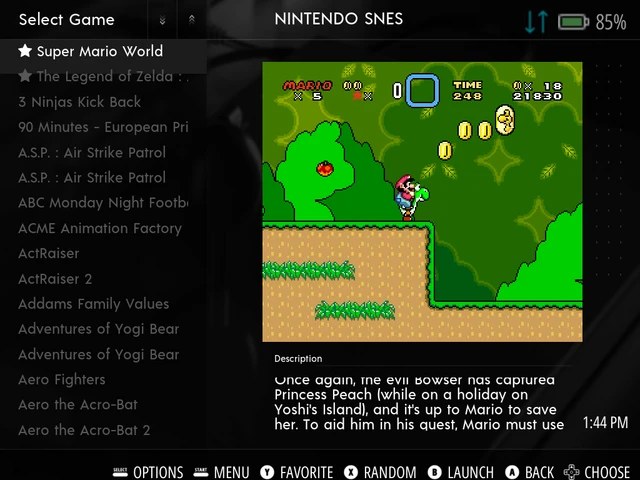 Select Game
NINTENDO SNES
85%
Super Mario World
The Legend of Zelda : .
3 Ninjas Kick Back
90 Minutes - European Pri
A.S.P. : Air Strike Patrol
A.S.P. : Air Strike Patrol
ABC Monday Night Footb
ACME Animation Factory
ActRaiser
ActRaiser 2
Addams Family Values
Adventures of Yogi Bear
Adventures of Yogi Bear
Aero Fighters
Aero the Acro-Bat
Aero the Acro-Bat 2
MARIO
x 5
x
0
TIME
248
x 18
21830
Description
Once again, the evil Bowser has captured
Princess Peach (while on a holiday on
Yoshi's Island), and it's up to Mario to save
her. To aid him in his quest, Mario must use
1:44 PM
SELECT OPTIONS START MENU Y FAVORITE X RANDOM B LAUNCH A BACK CHOOSE